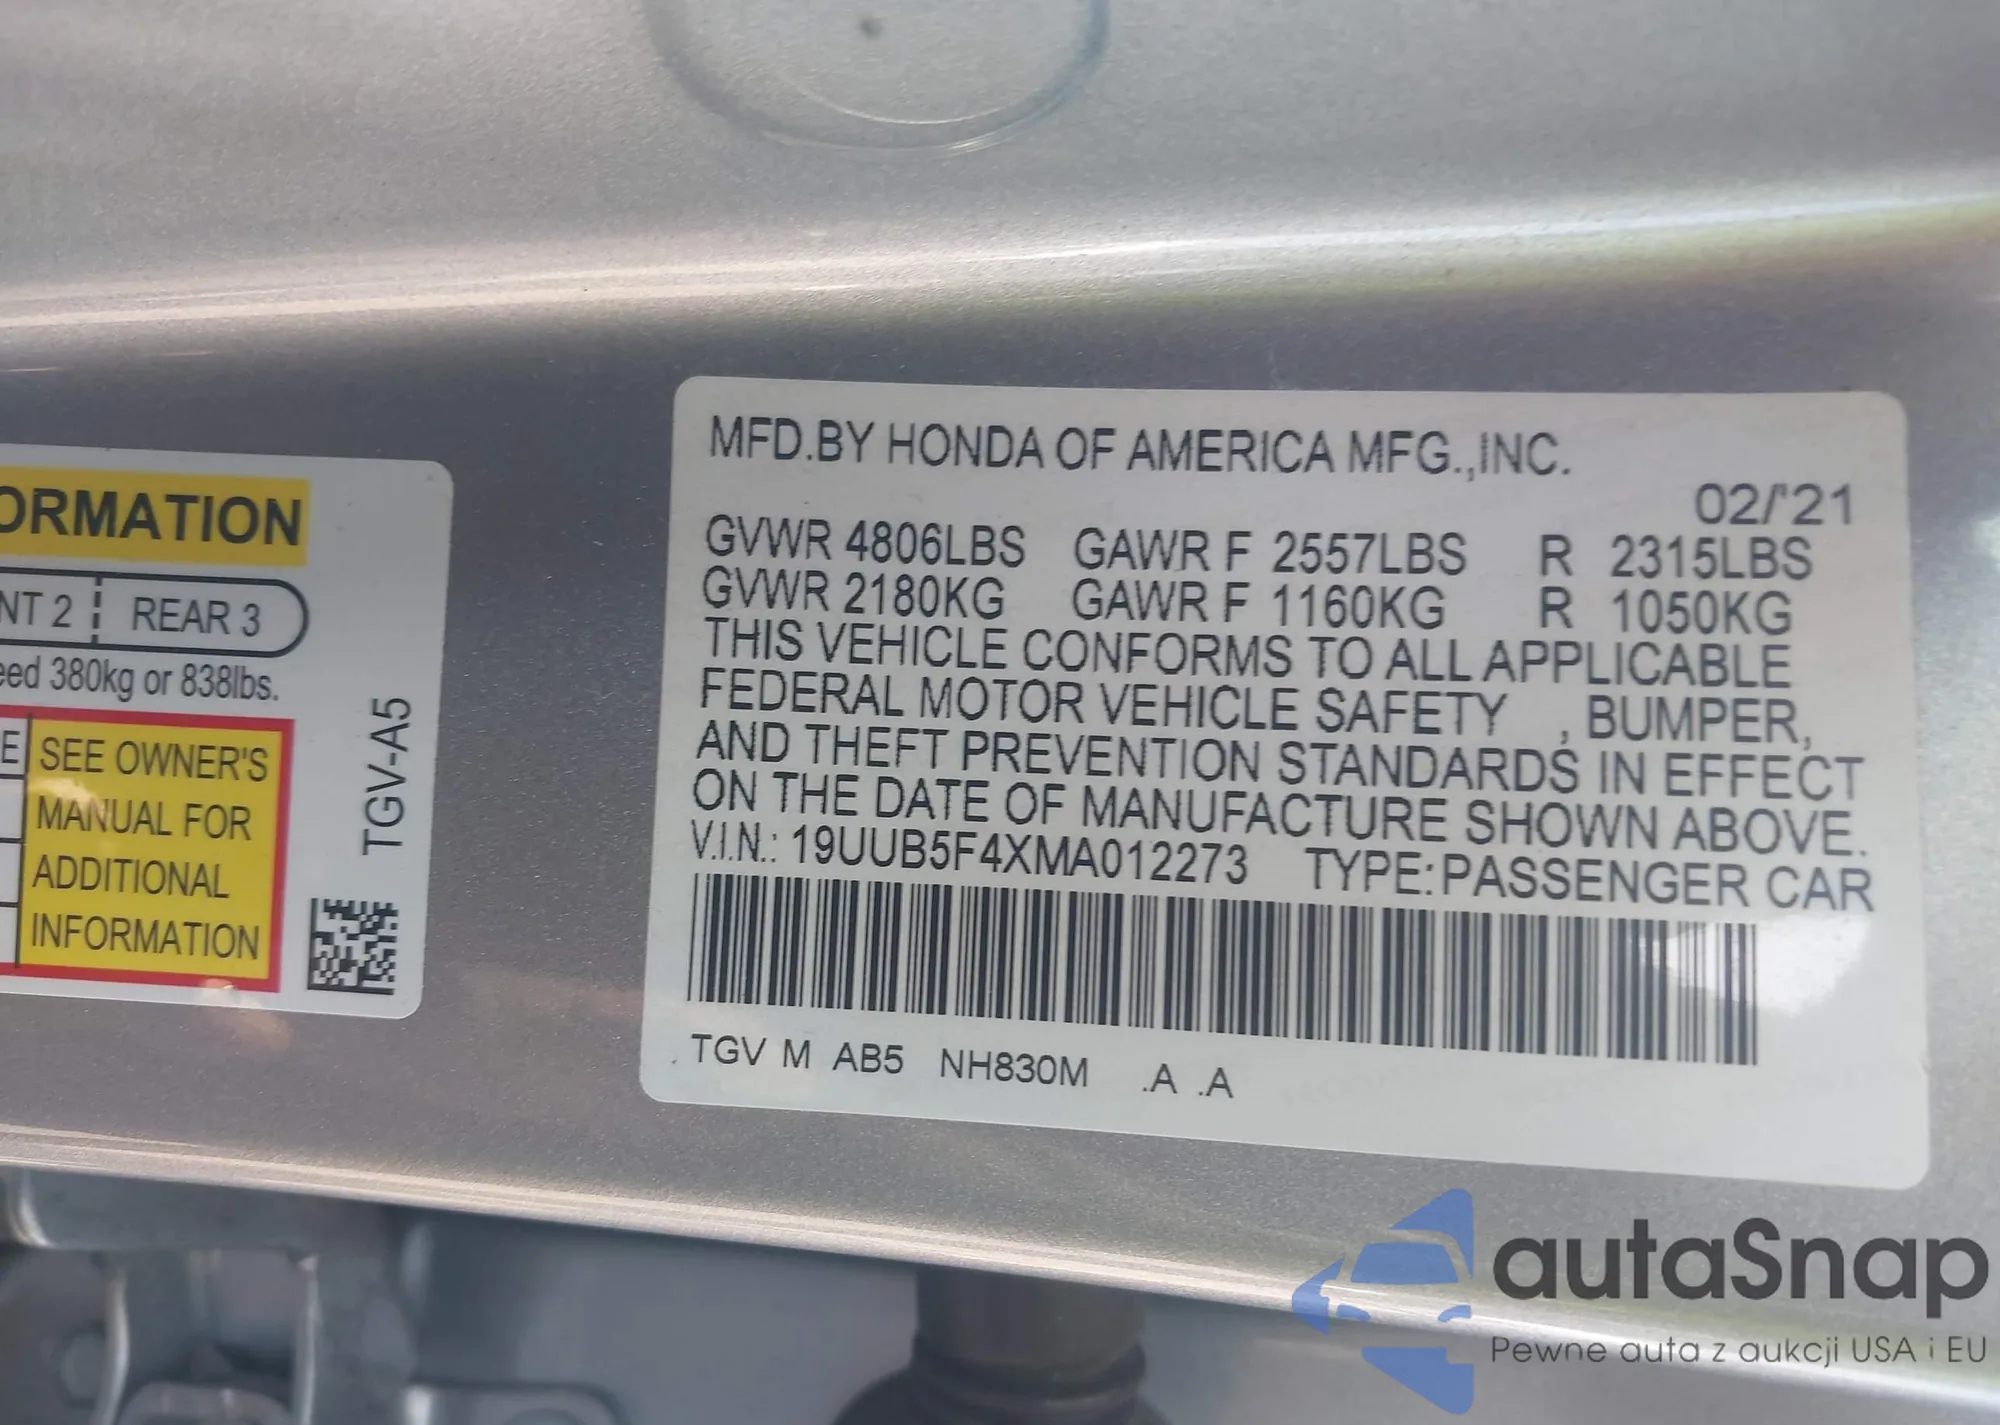 ORMATION
NT 2 REAR 3
eed 380kg or 838lbs.
E
SEE OWNER'S
MANUAL FOR
ADDITIONAL
INFORMATION
TGV-A5
MFD.BY HONDA OF AMERICA MFG.,INC.
02/'21
GVWR 4806LBS GAWR F 2557LBS R 2315LBS
GVWR 2180KG GAWR F 1160KG R 1050KG
THIS VEHICLE CONFORMS TO ALL APPLICABLE
FEDERAL MOTOR VEHICLE SAFETY , BUMPER,
AND THEFT PREVENTION STANDARDS IN EFFECT
ON THE DATE OF MANUFACTURE SHOWN ABOVE.
V.I.N.: 19UUB5F4XMA012273 TYPE:PASSENGER CAR
TGV M AB5 NH830M .A .A
autaSnap
Pewne auta z aukcji USA i EU